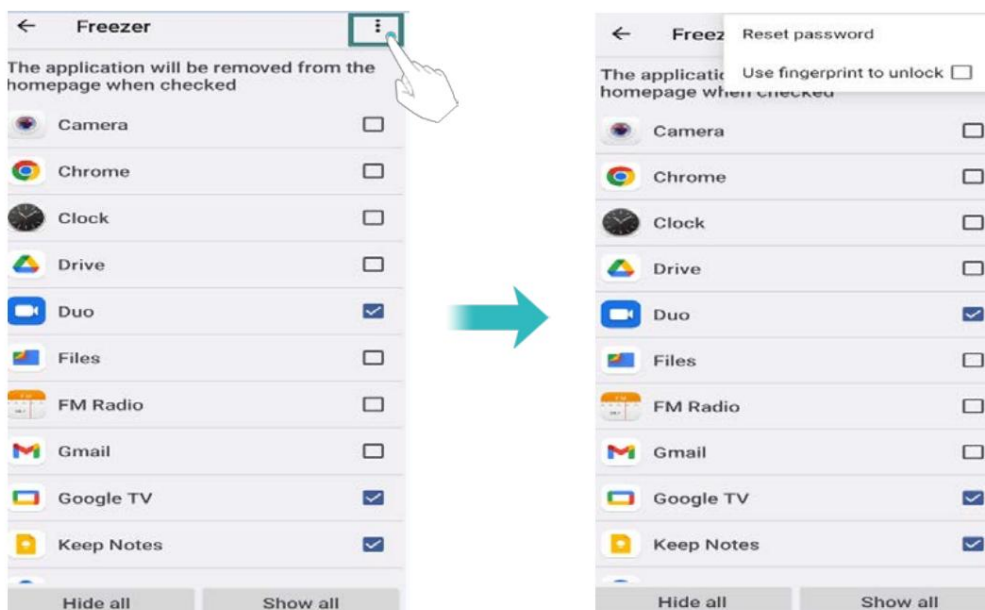 Freezer
The application will be removed from the
homepage when checked
Camera
Chrome
Clock
Drive
Duo
Files
FM Radio
Gmail
Google TV
Keep Notes
Hide all
Show all
Freez
Reset password
Use fingerprint to unlock
The applicatio
homepage when checked
Camera
Chrome
Clock
Drive
Duo
Files
FM Radio
Gmail
Google TV
Keep Notes
Hide all
Show all